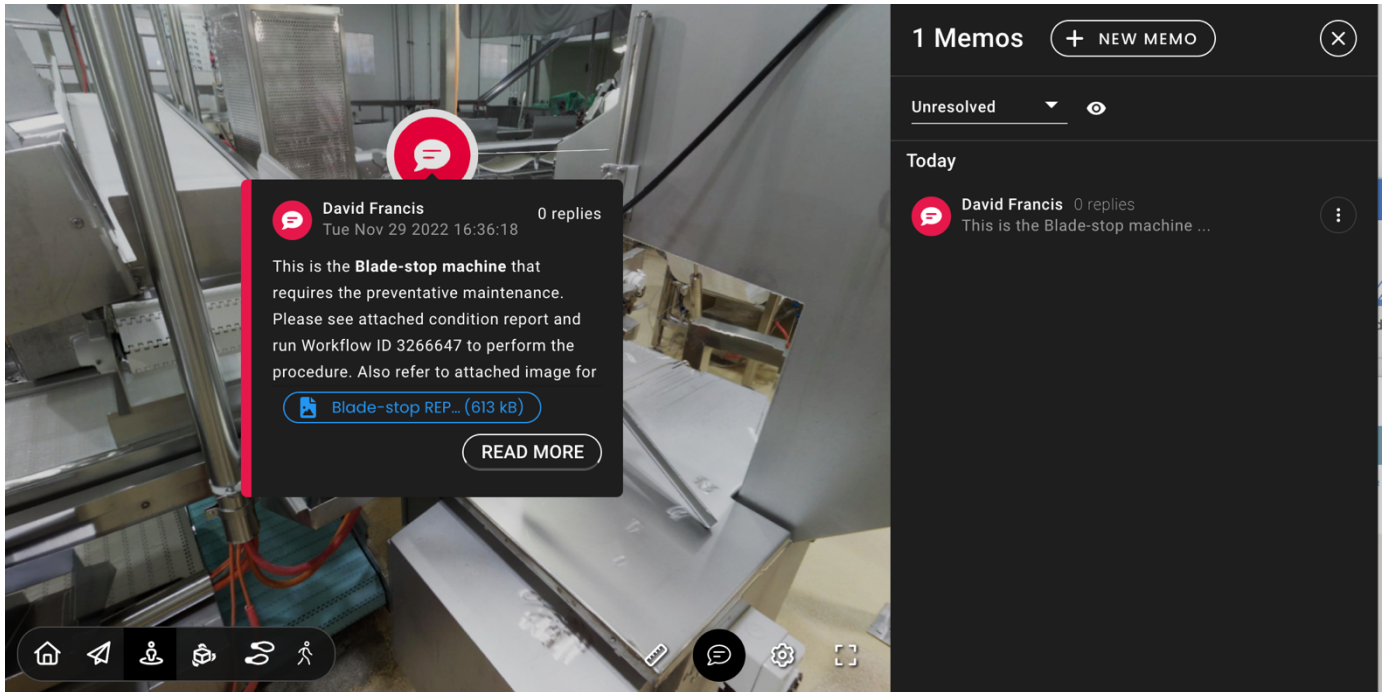 1 Memos
+ NEW MEMO
Unresolved
Today
David Francis 0 replies
This is the Blade-stop machine ...
David Francis
0 replies
Tue Nov 29 2022 16:36:18
This is the Blade-stop machine that
requires the preventative maintenance.
Please see attached condition report and
run Workflow ID 3266647 to perform the
procedure. Also refer to attached image for
Blade-stop REP... (613 kB)
READ MORE